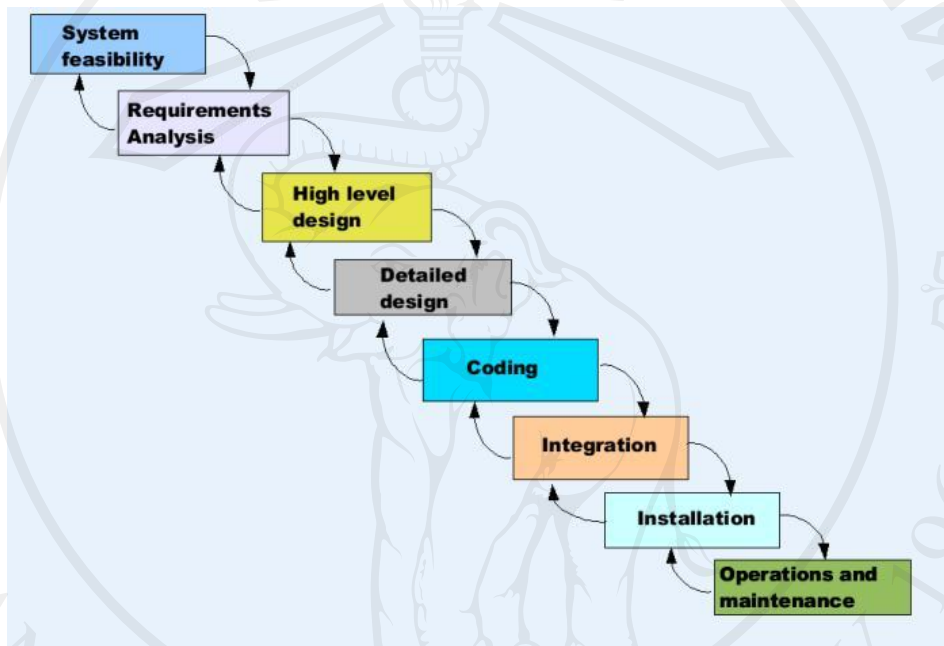 System
feasibility
Requirements
Analysis
High level
design
Detailed
design
Coding
Integration
Installation
Operations and
maintenance